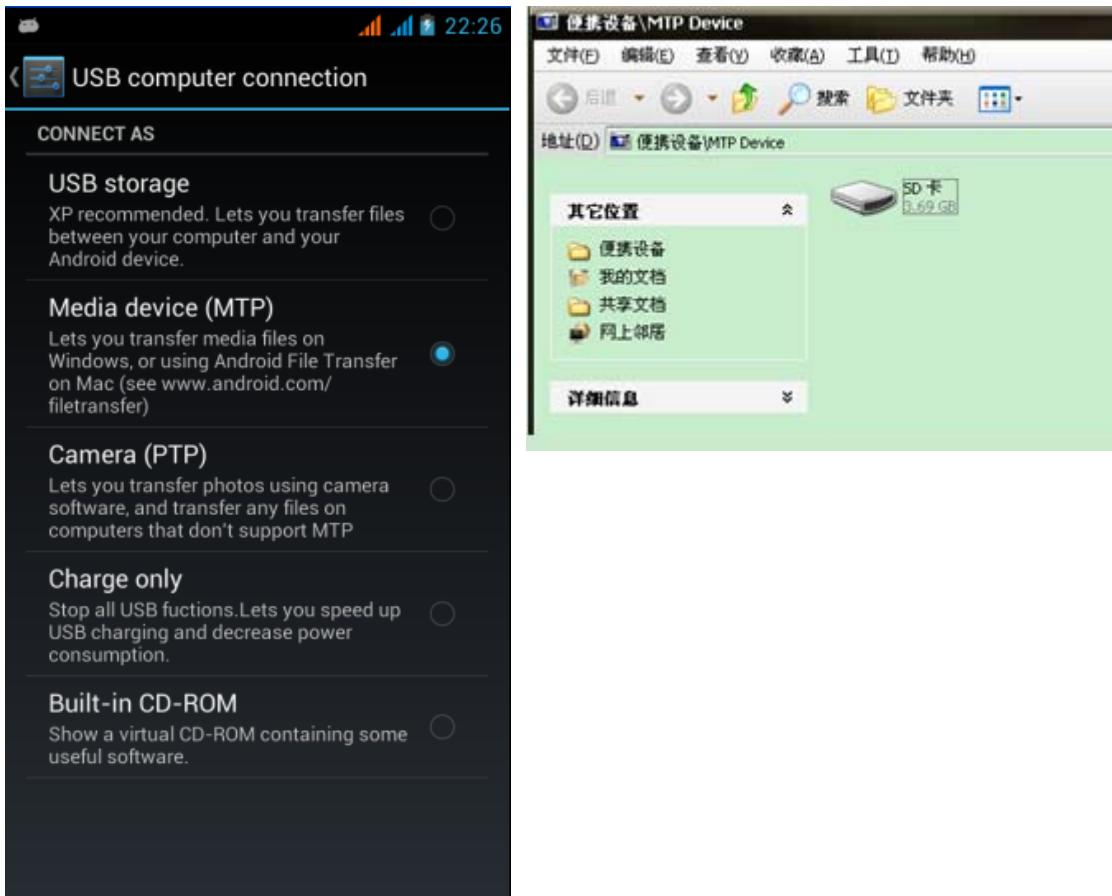 22:26
USB computer connection
CONNECT AS
USB storage
XP recommended. Lets you transfer files
between your computer and your
Android device.
Media device (MTP)
Lets you transfer media files on
Windows, or using Android File Transfer
on Mac (see www.android.com/
filetransfer)
Camera (PTP)
Lets you transfer photos using camera
software, and transfer any files on
computers that don't support MTP
Charge only
Stop all USB fuctions.Lets you speed up
USB charging and decrease power
consumption.
Built-in CD-ROM
Show a virtual CD-ROM containing some
useful software.
便携设备\MTP Device
文件(F) 编辑(E) 查看(V) 收藏(A) 工具(T) 帮助(H)
后退 搜索 文件夹
地址(D) 便携设备\MTP Device
SD 卡
3.69 GB
其它位置
便携设备
我的文档
共享文档
网上邻居
详细信息